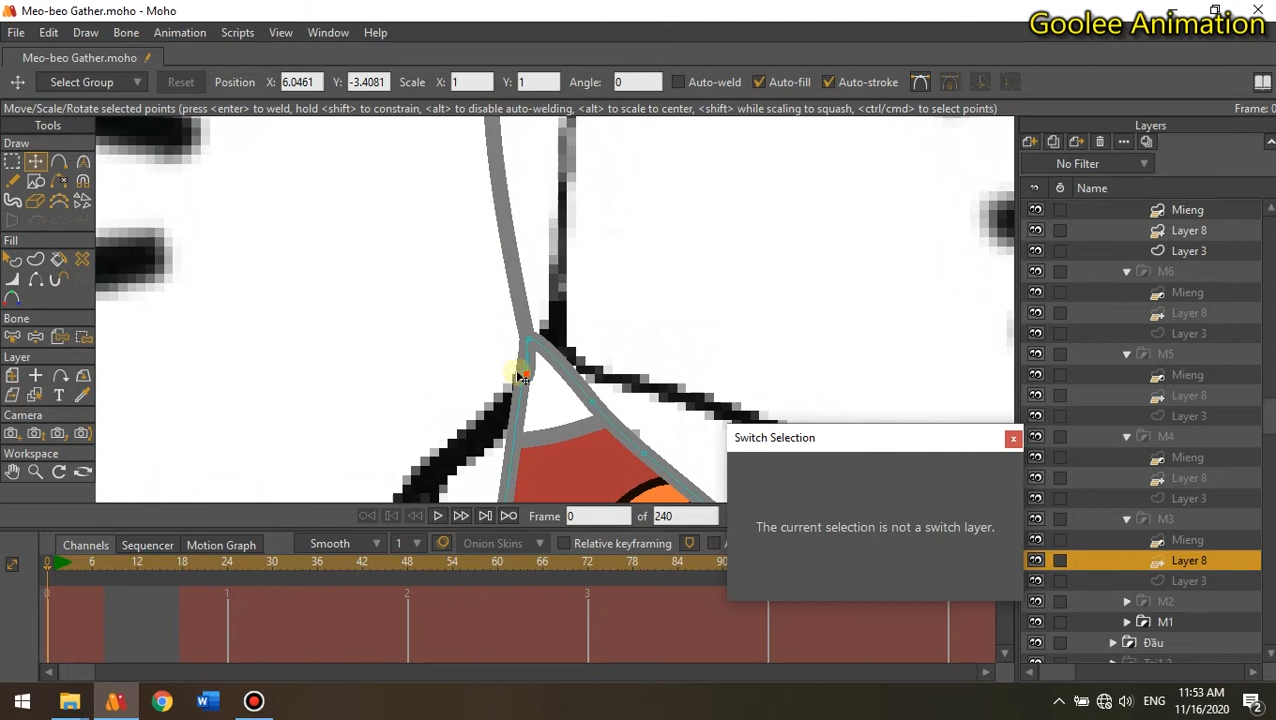 Meo-beo Gather.moho - Moho
Goolee Animation
File Edit Draw Bone Animation Scripts View Window Help
Meo-beo Gather.moho
Select Group Reset Position X: 6.0461 Y: -3.4081 Scale X: 1 Y: 1 Angle: 0 Auto-weld Auto-fill Auto-stroke
Move/Scale/Rotate selected points (press <enter> to weld, hold <shift> to constrain, <alt> to disable auto-welding, <alt> to scale to center, <shift> while scaling to squash, <ctrl/cmd> to select points) Frame: 0
Tools
Draw
Fill
Bone
Layer
Camera
Workspace
Layers
No Filter
Name
Mieng
Layer 8
Layer 3
M6
Mieng
Layer 8
Layer 3
M5
Mieng
Layer 8
Layer 3
M4
Mieng
Layer 8
Layer 3
M3
Mieng
Layer 8
Layer 3
M2
M1
Đầu
Switch Selection
The current selection is not a switch layer.
Frame 0 of 240
Channels Sequencer Motion Graph Smooth 1 Onion Skins Relative keyframing
0 6 12 18 24 30 36 42 48 54 60 66 72 78 84
0 1 2 3
ENG
11:53 AM
11/16/2020
2